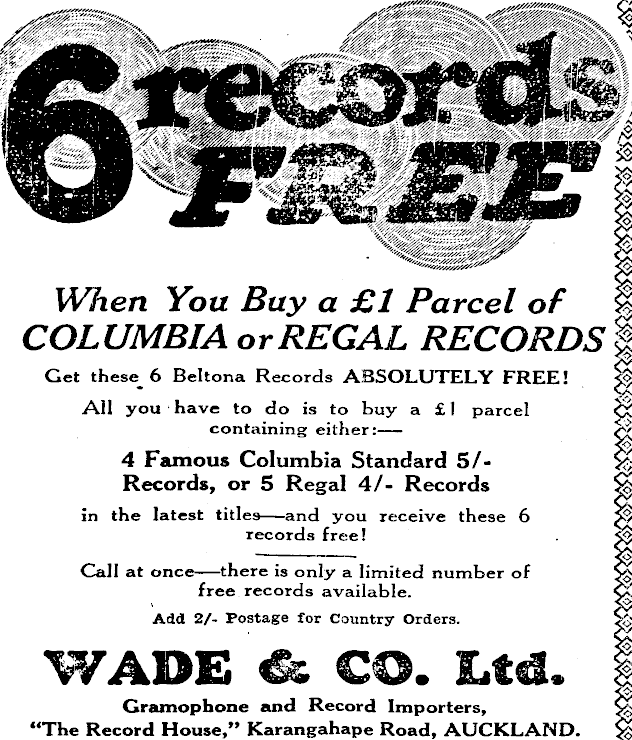 6 records
FREE
When You Buy a £1 Parcel of
COLUMBIA or REGAL RECORDS
Get these 6 Beltona Records ABSOLUTELY FREE!
All you have to do is to buy a £1 parcel
containing either:—
4 Famous Columbia Standard 5/-
Records, or 5 Regal 4/- Records
in the latest titles—and you receive these 6
records free!
Call at once—there is only a limited number of
free records available.
Add 2/- Postage for Country Orders.
WADE & CO. Ltd.
Gramophone and Record Importers,
"The Record House," Karangahape Road, AUCKLAND.